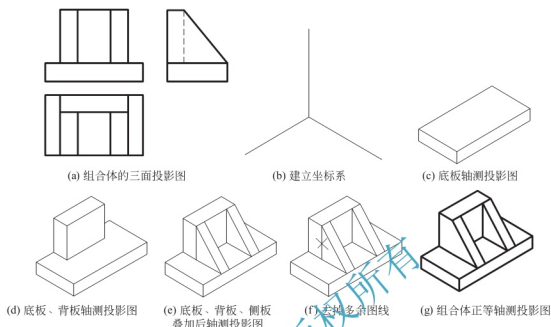 (a) 组合体的三面投影图
(b) 建立坐标系
(c) 底板轴测投影图
(d) 底板、背板轴测投影图
(e) 底板、背板、侧板
叠加后轴测投影图
(f) 去掉多余图线
(g) 组合体正等轴测投影图
权所有